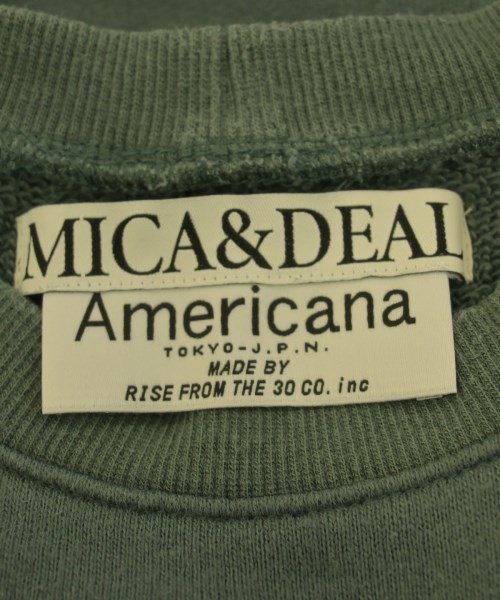 MICA&DEAL
Americana
TOKYO-J.P.N.
MADE BY
RISE FROM THE 30 CO. inc